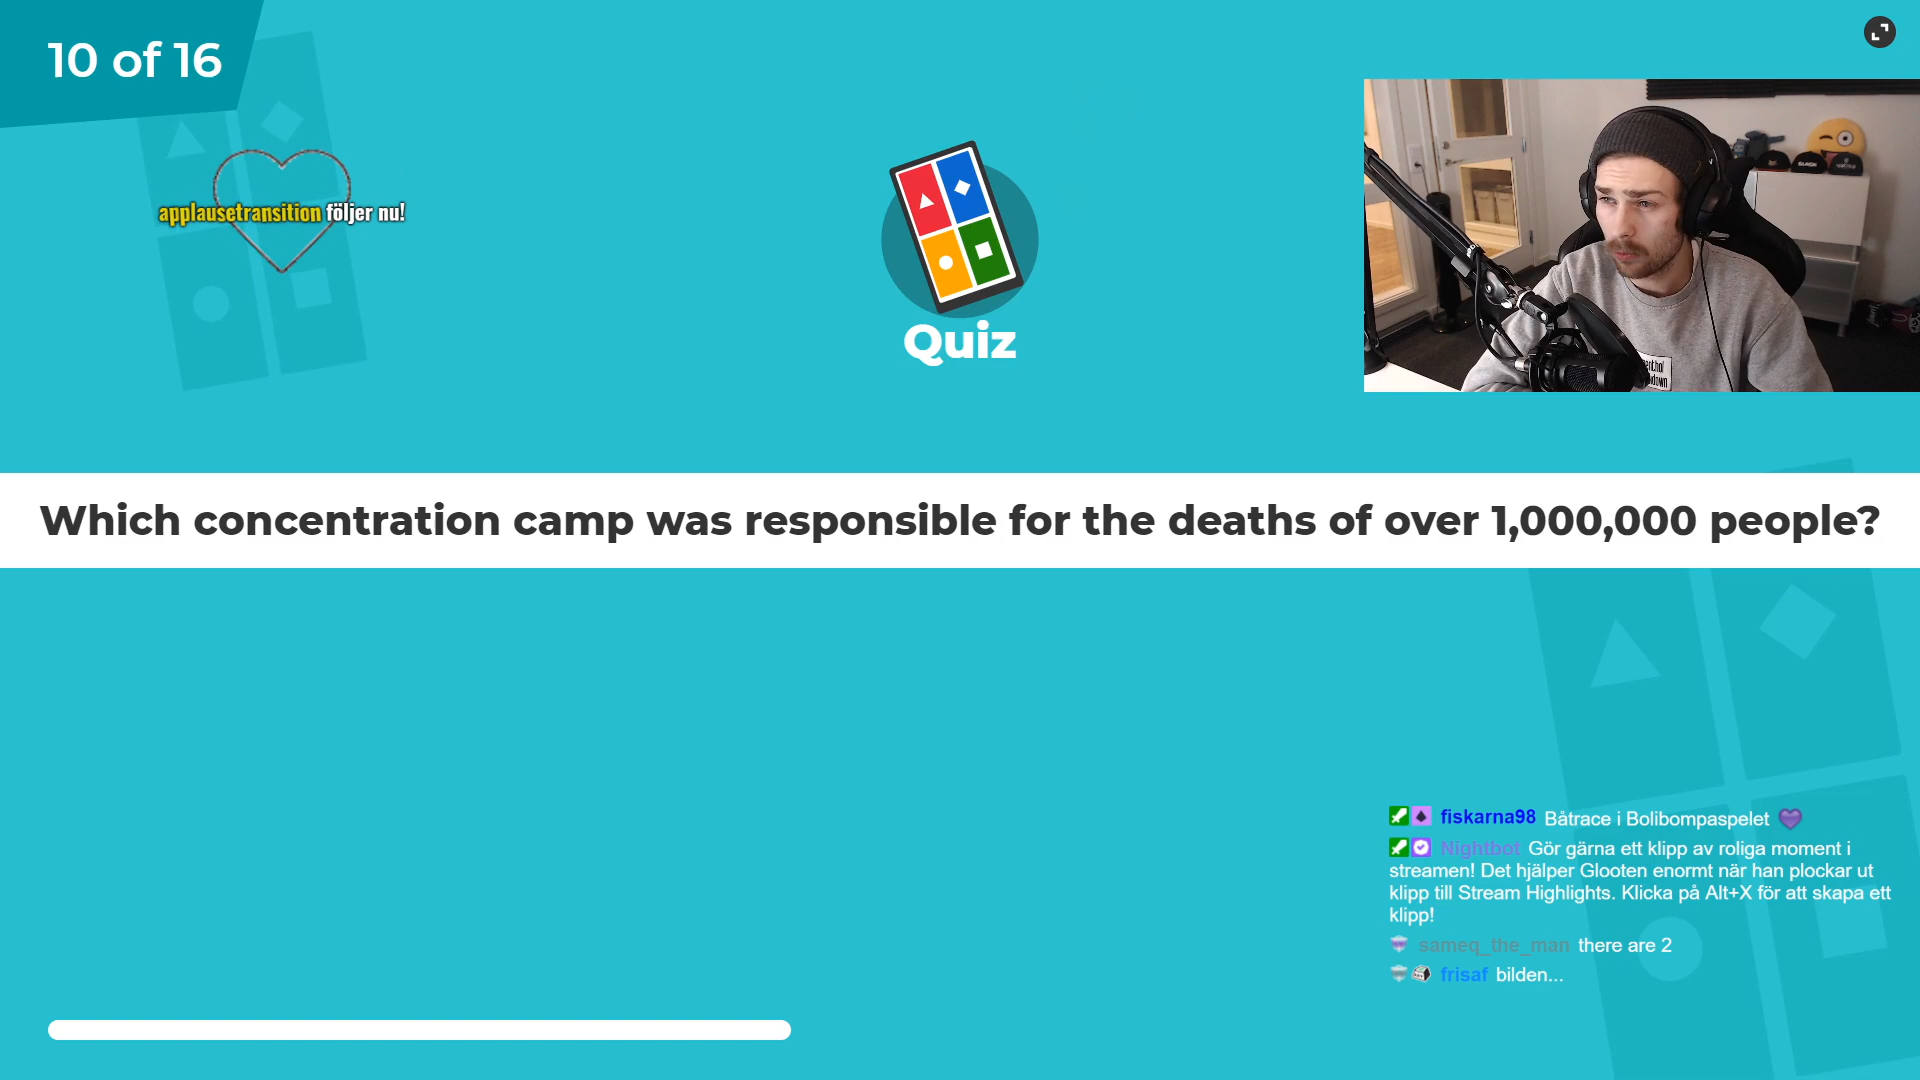 10 of 16
applausetransition följer nu!
Quiz
Which concentration camp was responsible for the deaths of over 1,000,000 people?
fiskarna98 Båtrace i Bolibompaspelet
Nightbot Gör gärna ett klipp av roliga moment i
streamen! Det hjälper Glooten enormt när han plockar ut
klipp till Stream Highlights. Klicka på Alt+X för att skapa ett
klipp!
sameq_the_man there are 2
frisaf bilden...